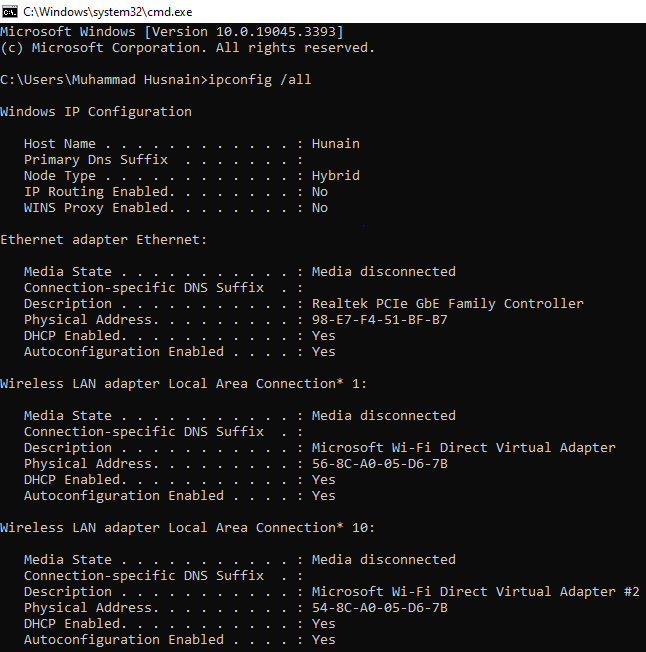 C:\Windows\system32\cmd.exe
Microsoft Windows [Version 10.0.19045.3393]
(c) Microsoft Corporation. All rights reserved.
C:\Users\Muhammad Husnain>ipconfig /all
Windows IP Configuration
Host Name . . . . . . . . . . . . : Hunain
Primary Dns Suffix  . . . . . . . :
Node Type . . . . . . . . . . . . : Hybrid
IP Routing Enabled. . . . . . . . : No
WINS Proxy Enabled. . . . . . . . : No
Ethernet adapter Ethernet:
Media State . . . . . . . . . . . : Media disconnected
Connection-specific DNS Suffix  . :
Description . . . . . . . . . . . : Realtek PCIe GbE Family Controller
Physical Address. . . . . . . . . : 98-E7-F4-51-BF-B7
DHCP Enabled. . . . . . . . . . . : Yes
Autoconfiguration Enabled . . . . : Yes
Wireless LAN adapter Local Area Connection* 1:
Media State . . . . . . . . . . . : Media disconnected
Connection-specific DNS Suffix  . :
Description . . . . . . . . . . . : Microsoft Wi-Fi Direct Virtual Adapter
Physical Address. . . . . . . . . : 56-8C-A0-05-D6-7B
DHCP Enabled. . . . . . . . . . . : Yes
Autoconfiguration Enabled . . . . : Yes
Wireless LAN adapter Local Area Connection* 10:
Media State . . . . . . . . . . . : Media disconnected
Connection-specific DNS Suffix  . :
Description . . . . . . . . . . . : Microsoft Wi-Fi Direct Virtual Adapter #2
Physical Address. . . . . . . . . : 54-8C-A0-05-D6-7B
DHCP Enabled. . . . . . . . . . . : Yes
Autoconfiguration Enabled . . . . : Yes